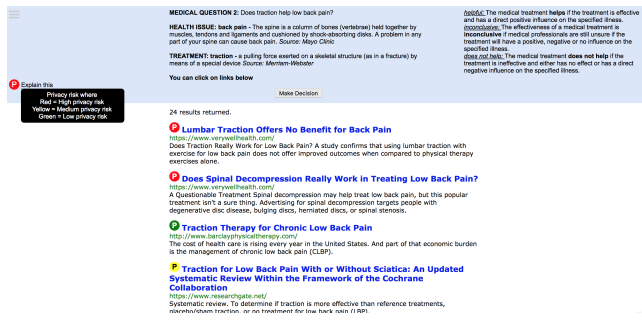 MEDICAL QUESTION 2: Does traction help low back pain?
HEALTH ISSUE: back pain - The spine is a column of bones (vertebrae) held together by
muscles, tendons and ligaments and cushioned by shock-absorbing disks. A problem in any
part of your spine can cause back pain. Source: Mayo Clinic
TREATMENT: traction - a pulling force exerted on a skeletal structure (as in a fracture) by
means of a special device Source: Merriam-Webster
You can click on links below
Make Decision
helpful: The medical treatment helps if the treatment is effective
and has a direct positive influence on the specified illness.
inconclusive: The effectiveness of a medical treatment is
inconclusive if medical professionals are still unsure if the
treatment will have a positive, negative or no influence on the
specified illness.
does not help: The medical treatment does not help if the
treatment is ineffective and either has no effect or has a direct
negative influence on the specified illness.
P Explain this
Privacy risk where
Red = High privacy risk
Yellow = Medium privacy risk
Green = Low privacy risk
24 results returned.
P Lumbar Traction Offers No Benefit for Back Pain
https://www.verywellhealth.com/
Does Traction Really Work for Low Back Pain? A study confirms that using lumbar traction with
exercise for low back pain does not offer improved outcomes when compared to physical therapy
exercises alone.
P Does Spinal Decompression Really Work in Treating Low Back Pain?
https://www.verywellhealth.com/
A Questionable Treatment Spinal decompression may help treat low back pain, but this popular
treatment isn't a sure thing. Advertising for spinal decompression targets people with
degenerative disc disease, bulging discs, herniated discs, or spinal stenosis.
P Traction Therapy for Chronic Low Back Pain
http://www.barclayphysicaltherapy.com/
The cost of health care is rising every year in the United States. And part of that economic burden
is the management of chronic low back pain (CLBP).
P Traction for Low Back Pain With or Without Sciatica: An Updated
Systematic Review Within the Framework of the Cochrane
Collaboration
https://www.researchgate.net/
Systematic review. To determine if traction is more effective than reference treatments,
placebo/sham traction, or no treatment for low back pain (LBP).